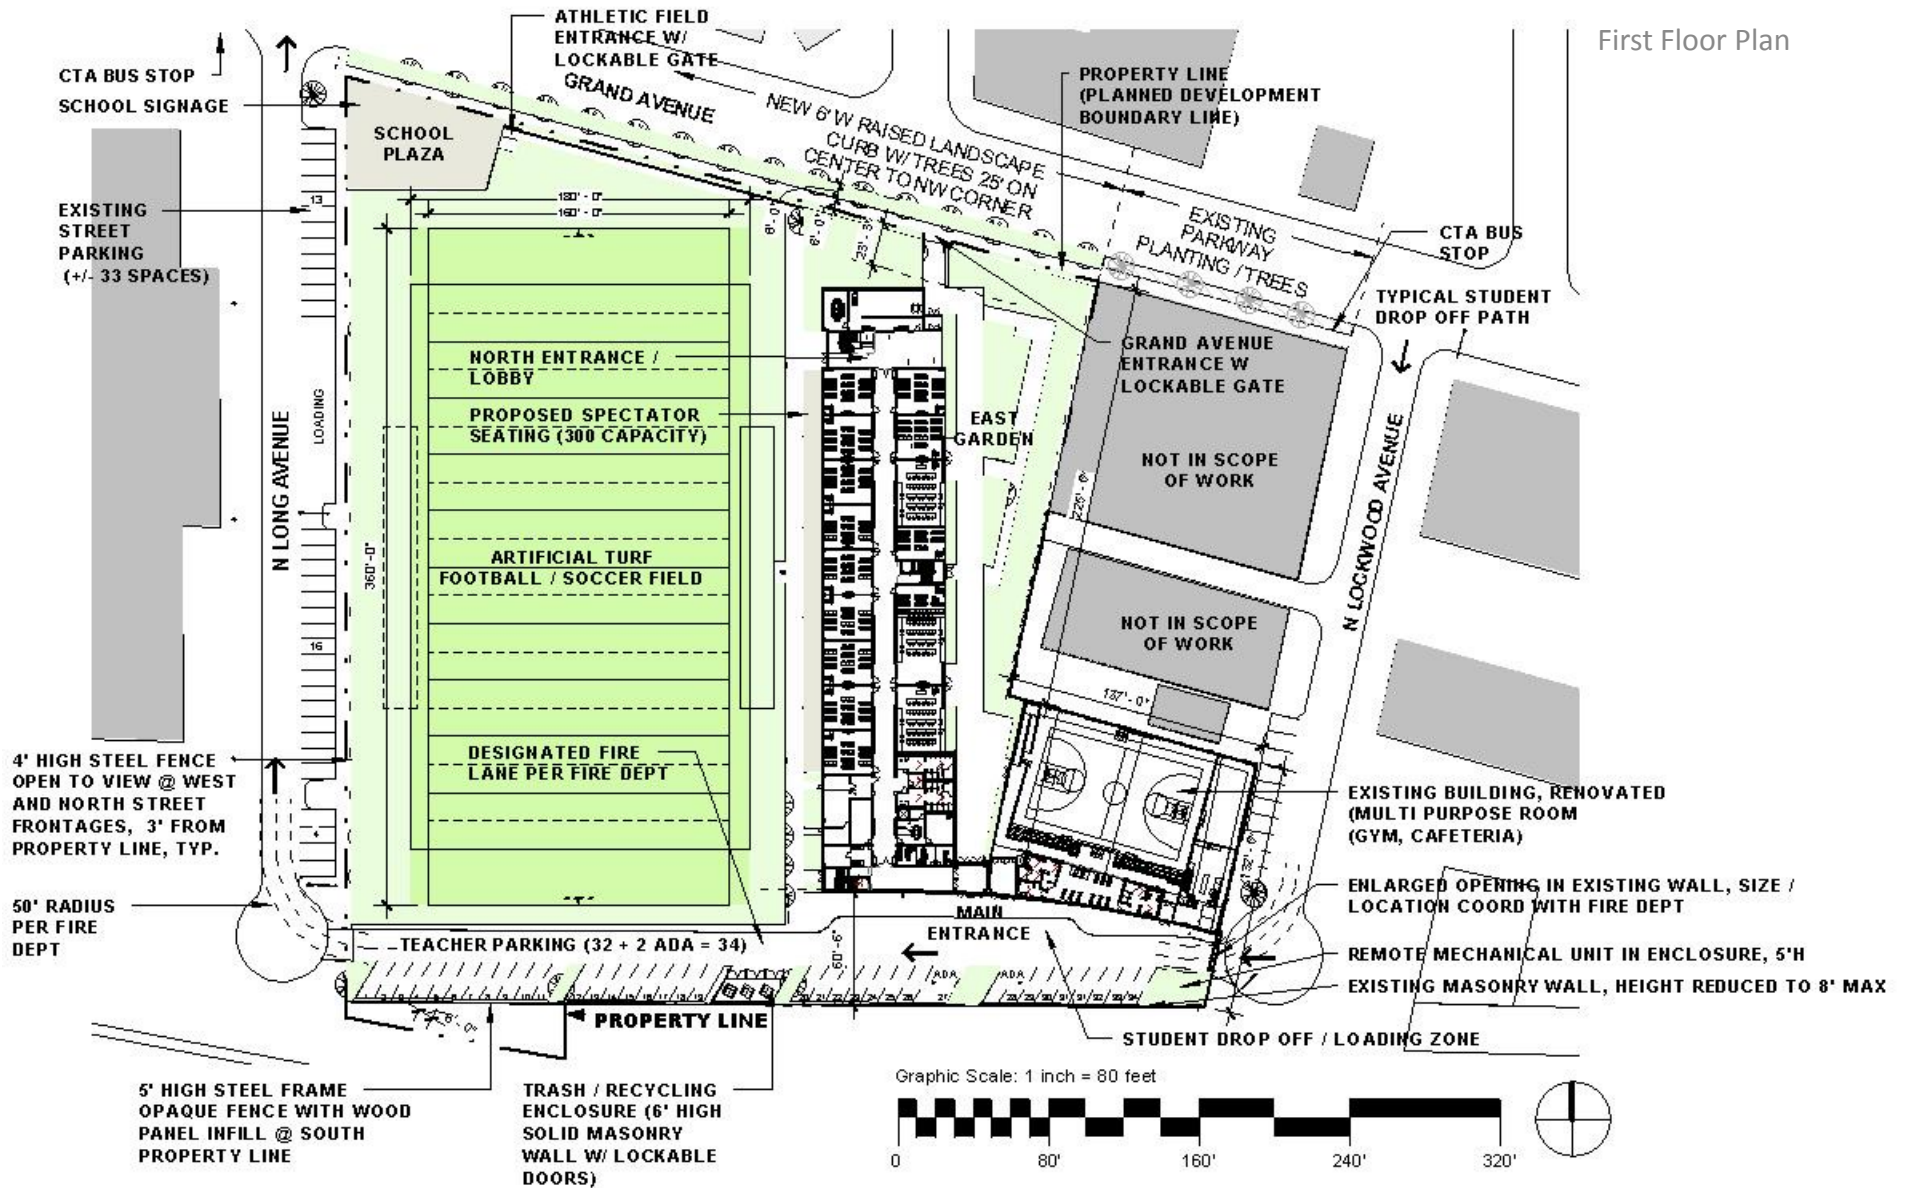 First Floor Plan
ATHLETIC FIELD
ENTRANCE W/
LOCKABLE GATE
CTA BUS STOP
SCHOOL SIGNAGE
SCHOOL
PLAZA
GRAND AVENUE
NEW 6' W RAISED LANDSCAPE
CURB W/ TREES 25' ON
CENTER TO NW CORNER
PROPERTY LINE
(PLANNED DEVELOPMENT
BOUNDARY LINE)
EXISTING
STREET
PARKING
(+/- 33 SPACES)
13
180' - 0"
160' - 0"
EXISTING
PARKWAY
PLANTING / TREES
CTA BUS
STOP
TYPICAL STUDENT
DROP OFF PATH
NORTH ENTRANCE /
LOBBY
GRAND AVENUE
ENTRANCE W
LOCKABLE GATE
PROPOSED SPECTATOR
SEATING (300 CAPACITY)
EAST
GARDEN
LOADING
N LONG AVENUE
NOT IN SCOPE
OF WORK
N LOCKWOOD AVENUE
360'-0"
ARTIFICIAL TURF
FOOTBALL / SOCCER FIELD
16
NOT IN SCOPE
OF WORK
137' - 0"
4' HIGH STEEL FENCE
OPEN TO VIEW @ WEST
AND NORTH STREET
FRONTAGES, 3' FROM
PROPERTY LINE, TYP.
DESIGNATED FIRE
LANE PER FIRE DEPT
4
EXISTING BUILDING, RENOVATED
(MULTI PURPOSE ROOM
(GYM, CAFETERIA)
50' RADIUS
PER FIRE
DEPT
ENLARGED OPENING IN EXISTING WALL, SIZE /
LOCATION COORD WITH FIRE DEPT
MAIN
ENTRANCE
TEACHER PARKING (32 + 2 ADA = 34)
60'-6"
ADA
ADA
REMOTE MECHANICAL UNIT IN ENCLOSURE, 5'H
EXISTING MASONRY WALL, HEIGHT REDUCED TO 8' MAX
PROPERTY LINE
STUDENT DROP OFF / LOADING ZONE
5' HIGH STEEL FRAME
OPAQUE FENCE WITH WOOD
PANEL INFILL @ SOUTH
PROPERTY LINE
TRASH / RECYCLING
ENCLOSURE (6' HIGH
SOLID MASONRY
WALL W/ LOCKABLE
DOORS)
Graphic Scale: 1 inch = 80 feet
0 80' 160' 240' 320'